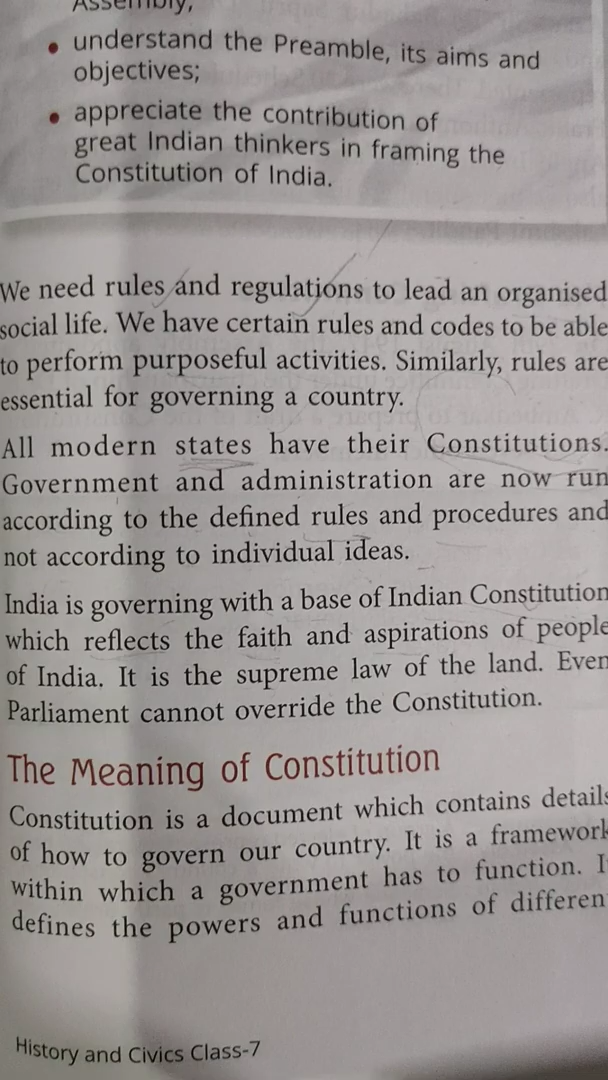 Assembly,
• understand the Preamble, its aims and
objectives;
• appreciate the contribution of
great Indian thinkers in framing the
Constitution of India.
We need rules and regulations to lead an organised
social life. We have certain rules and codes to be able
to perform purposeful activities. Similarly, rules are
essential for governing a country.
All modern states have their Constitutions.
Government and administration are now run
according to the defined rules and procedures and
not according to individual ideas.
India is governing with a base of Indian Constitution
which reflects the faith and aspirations of people
of India. It is the supreme law of the land. Even
Parliament cannot override the Constitution.
The Meaning of Constitution
Constitution is a document which contains details
of how to govern our country. It is a framework
within which a government has to function. I
defines the powers and functions of differen
History and Civics Class-7